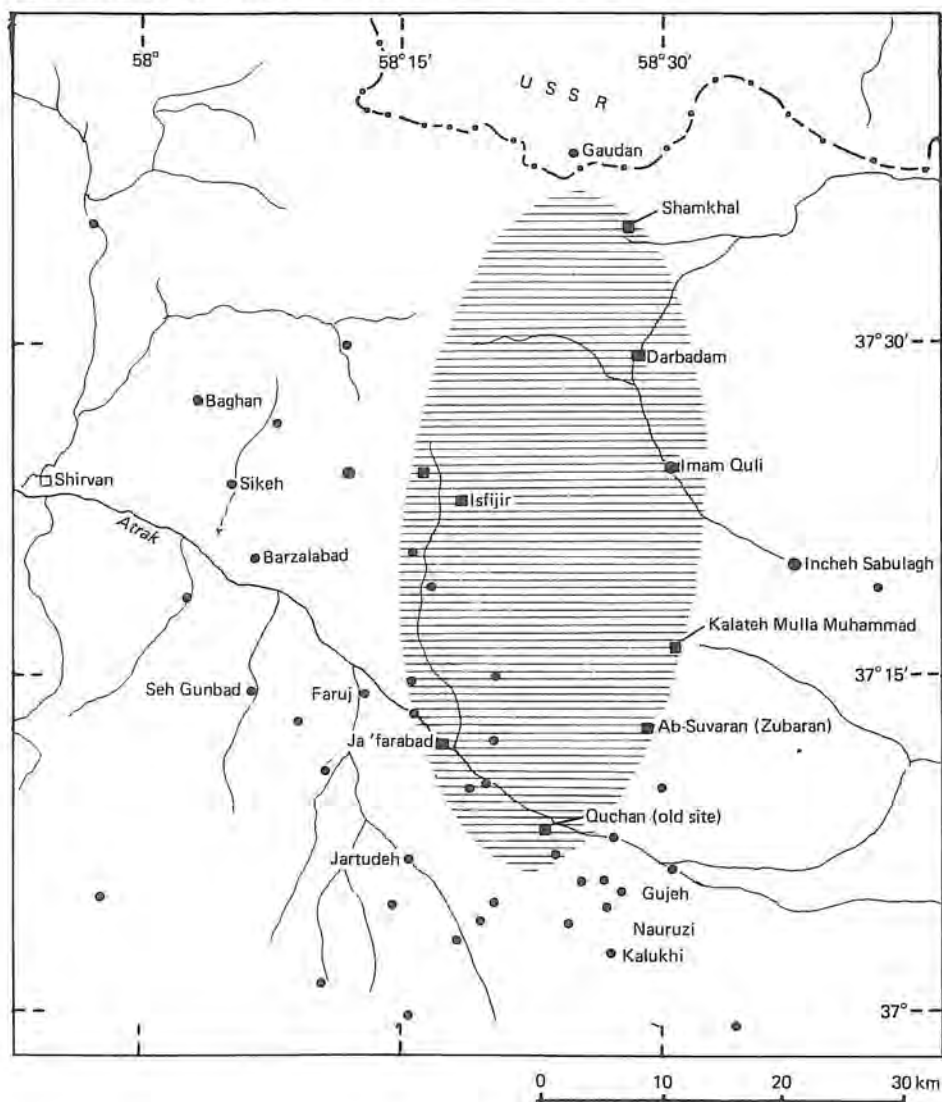 58°
58° 15'
58° 30'
USSR
Gaudan
Shamkhal
37° 30'
Darbadam
Baghan
Imam Quli
Shirvan
Sikeh
Isfijir
Atrak
Barzalabad
Incheh Sabulagh
Kalateh Mulla Muhammad
37° 15'
Seh Gunbad
Faruj
Ab-Suvaran (Zubaran)
Ja'farabad
Quchan (old site)
Jartudeh
Gujeh
Nauruzi
Kalukhi
37°
0 10 20 30 km